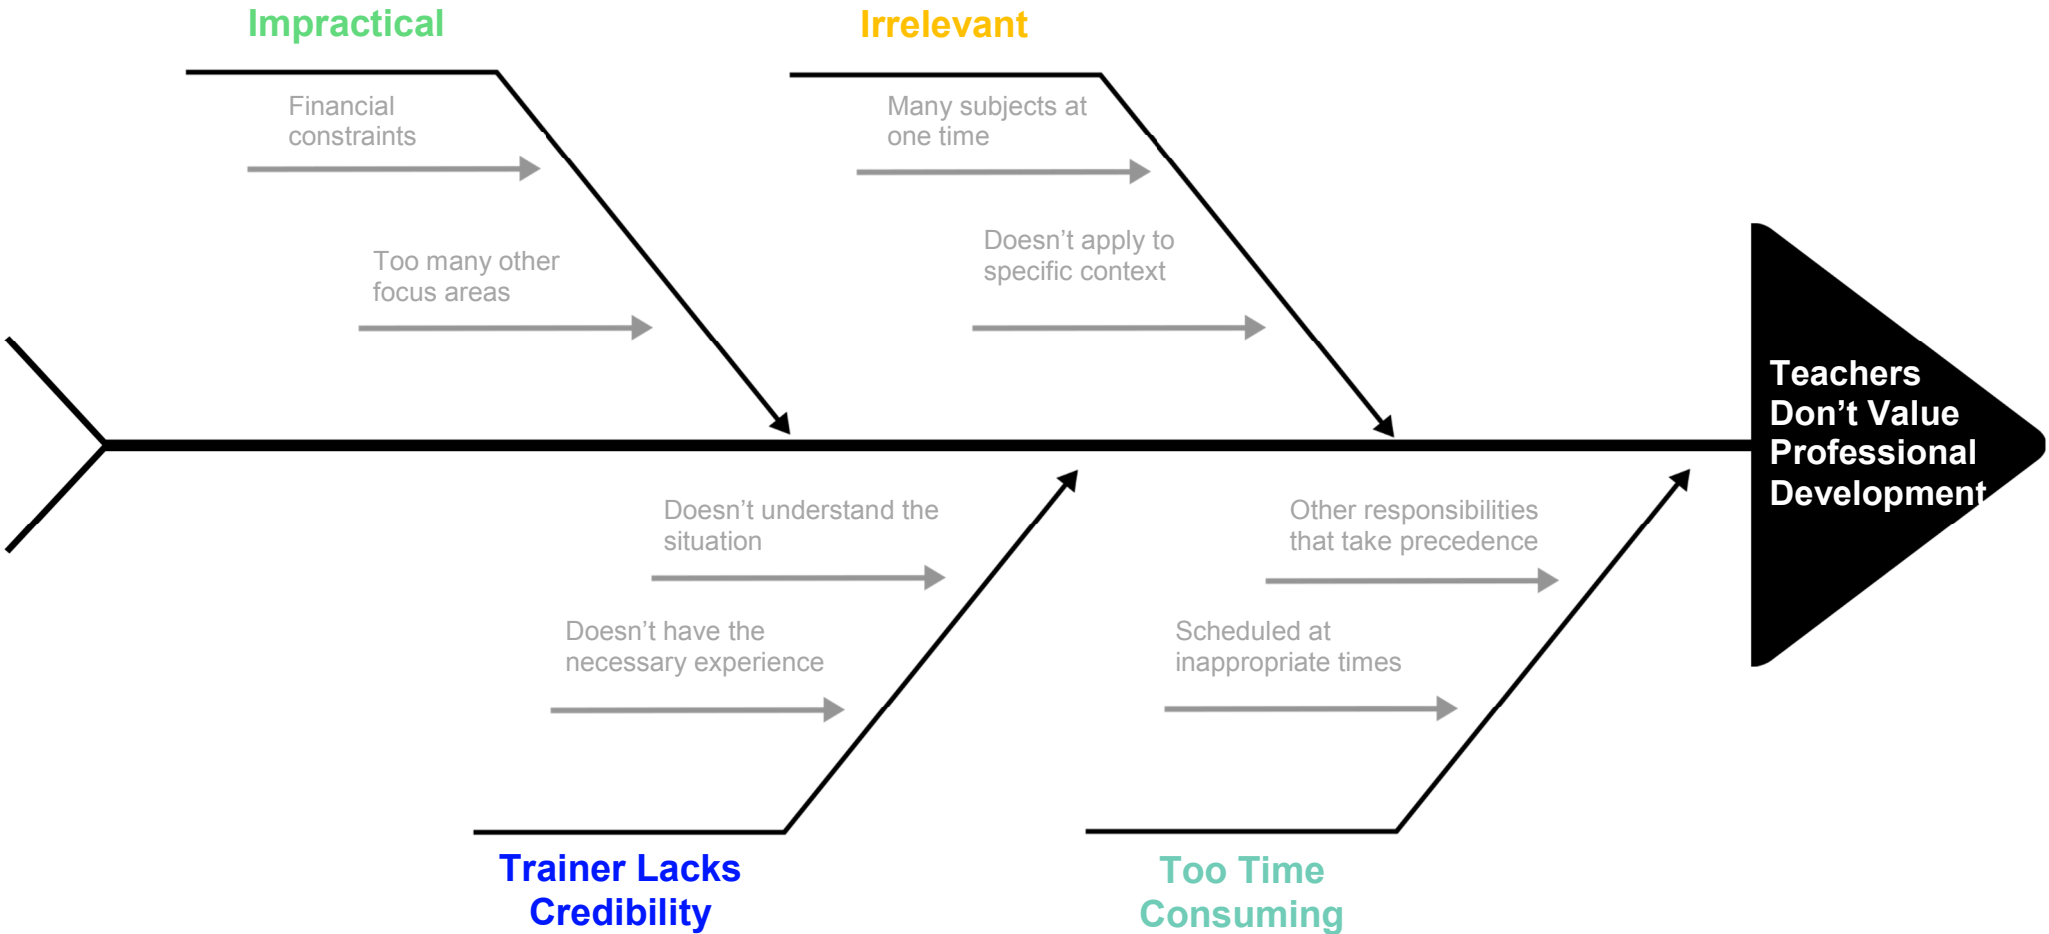 Impractical
Irrelevant
Financial
constraints
Many subjects at
one time
Too many other
focus areas
Doesn’t apply to
specific context
Teachers
Don’t Value
Professional
Development
Doesn’t understand the
situation
Other responsibilities
that take precedence
Doesn’t have the
necessary experience
Scheduled at
inappropriate times
Trainer Lacks
Credibility
Too Time
Consuming